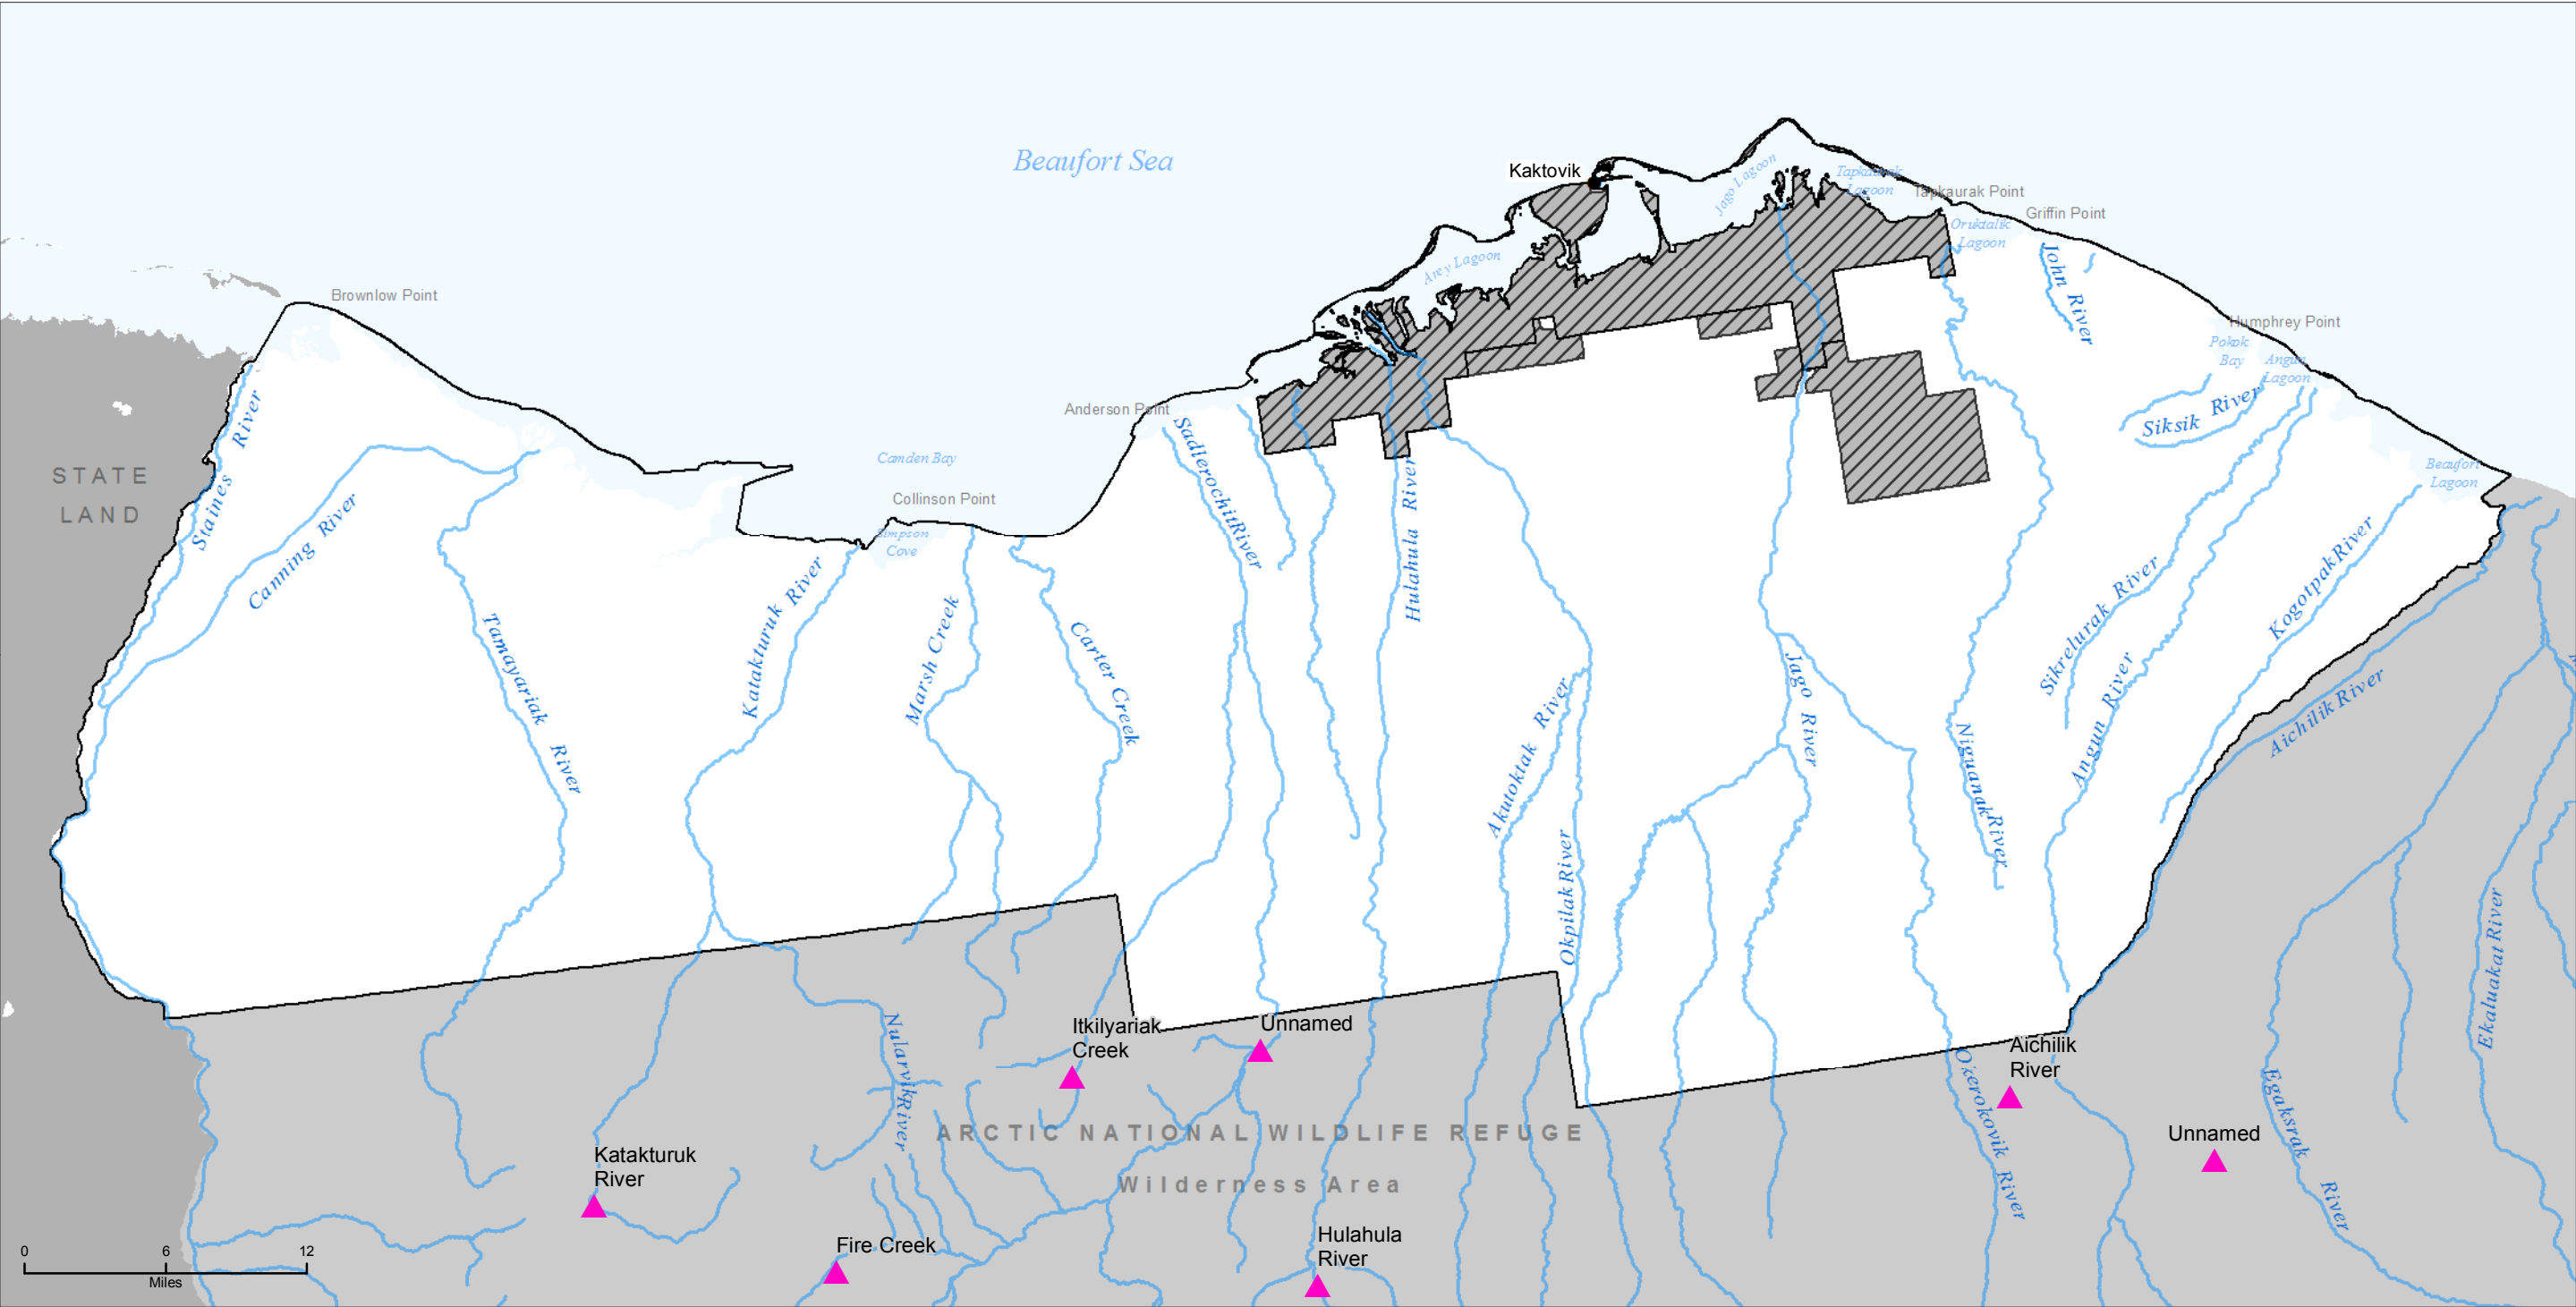 Beaufort Sea
Kaktovik
Jago Lagoon
Tapkaurak
Lagoon
Tapkaurak Point
Griffin Point
Oruktalik
Lagoon
John River
Arey Lagoon
Brownlow Point
Humphrey Point
Pokok
Bay
Angun
Lagoon
Anderson Point
Siksik River
Staines River
Sadlerochit River
Camden Bay
Collinson Point
Simpson
Cove
STATE
LAND
Beaufort
Lagoon
Canning River
Hulahula River
Tamayariak River
Katakturuk River
Marsh Creek
Carter Creek
Sikrelurak River
Kogotpak River
Akutoktak River
Jago River
Niguanak River
Angun River
Aichilik River
Okpilak River
Ekaluakat River
Nularvik River
Itkilyariak
Creek
Unnamed
Aichilik
River
Okerokovik River
Egaksrak River
ARCTIC NATIONAL WILDLIFE REFUGE
Wilderness Area
Unnamed
Katakturuk
River
Fire Creek
Hulahula
River
0 6 12
Miles